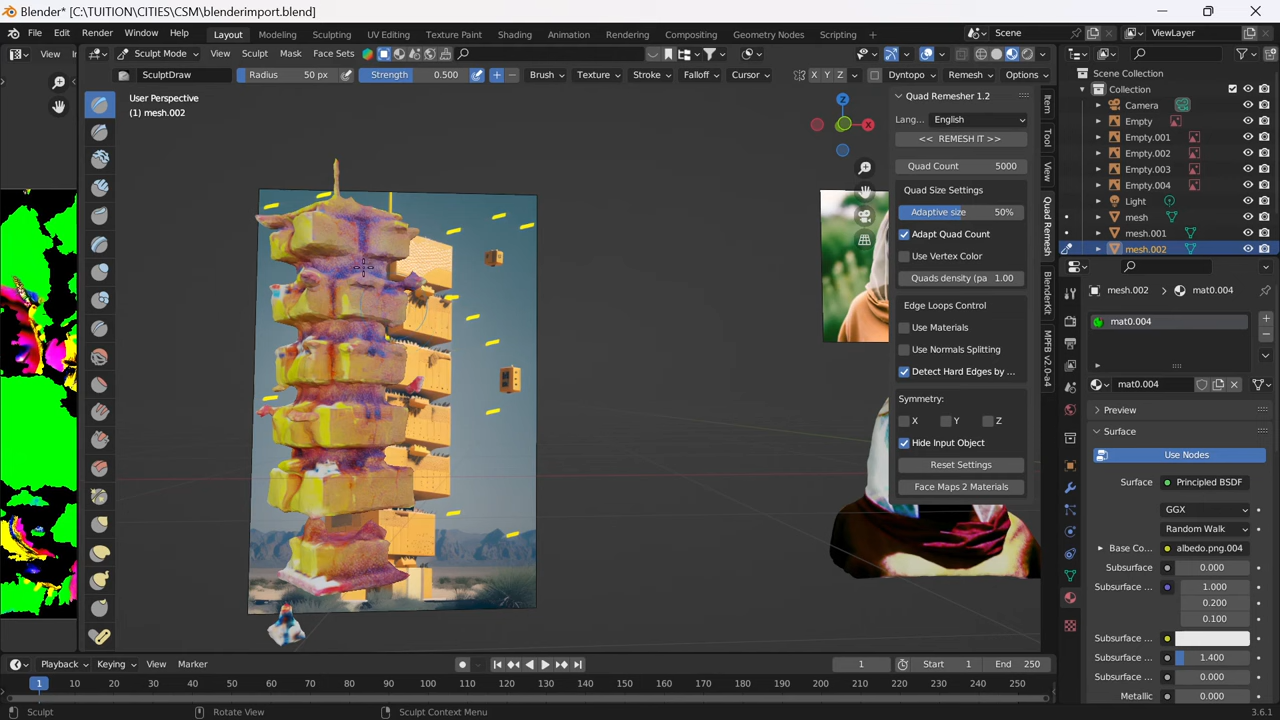 Blender* [C:\TUITION\CITIES\CSM\blenderimport.blend]
File Edit Render Window Help Layout Modeling Sculpting UV Editing Texture Paint Shading Animation Rendering Compositing Geometry Nodes Scripting + Scene ViewLayer
View Sculpt Mode View Sculpt Mask Face Sets
SculptDraw Radius 50 px Strength 0.500 Brush Texture Stroke Falloff Cursor X Y Z Dyntopo Remesh Options
User Perspective
(1) mesh.002
Z
X
Quad Remesher 1.2
Lang... English
<< REMESH IT >>
Quad Count 5000
Quad Size Settings
Adaptive size 50%
Adapt Quad Count
Use Vertex Color
Quads density (pa 1.00
Edge Loops Control
Use Materials
Use Normals Splitting
Detect Hard Edges by ...
Symmetry:
X Y Z
Hide Input Object
Reset Settings
Face Maps 2 Materials
Item
Tool
View
Quad Remesh
BlenderKit
MPFB v2.0-a4
Scene Collection
Collection
Camera
Empty
Empty.001
Empty.002
Empty.003
Empty.004
Light
mesh
mesh.001
mesh.002
mesh.002 > mat0.004
mat0.004
mat0.004
Preview
Surface
Use Nodes
Surface Principled BSDF
GGX
Random Walk
Base Co... albedo.png.004
Subsurface 0.000
Subsurface ... 1.000
0.200
0.100
Subsurface ...
Subsurface ... 1.400
Subsurface ... 0.000
Metallic 0.000
Playback Keying View Marker 1 Start 1 End 250
1 10 20 30 40 50 60 70 80 90 100 110 120 130 140 150 160 170 180 190 200 210 220 230 240 250
Sculpt Rotate View Sculpt Context Menu 3.6.1